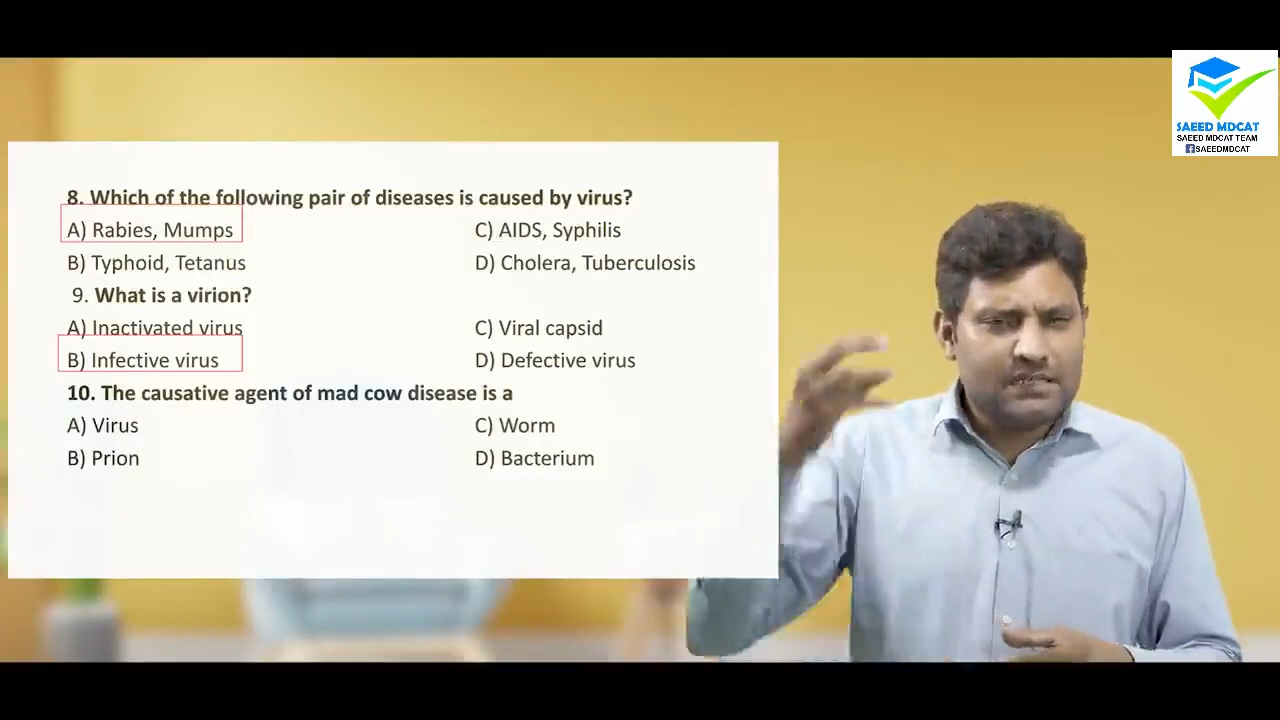 SAEED MDCAT
SAEED MDCAT TEAM
SAEEDMDCAT
8. Which of the following pair of diseases is caused by virus?
A) Rabies, Mumps C) AIDS, Syphilis
B) Typhoid, Tetanus D) Cholera, Tuberculosis
9. What is a virion?
A) Inactivated virus C) Viral capsid
B) Infective virus D) Defective virus
10. The causative agent of mad cow disease is a
A) Virus C) Worm
B) Prion D) Bacterium